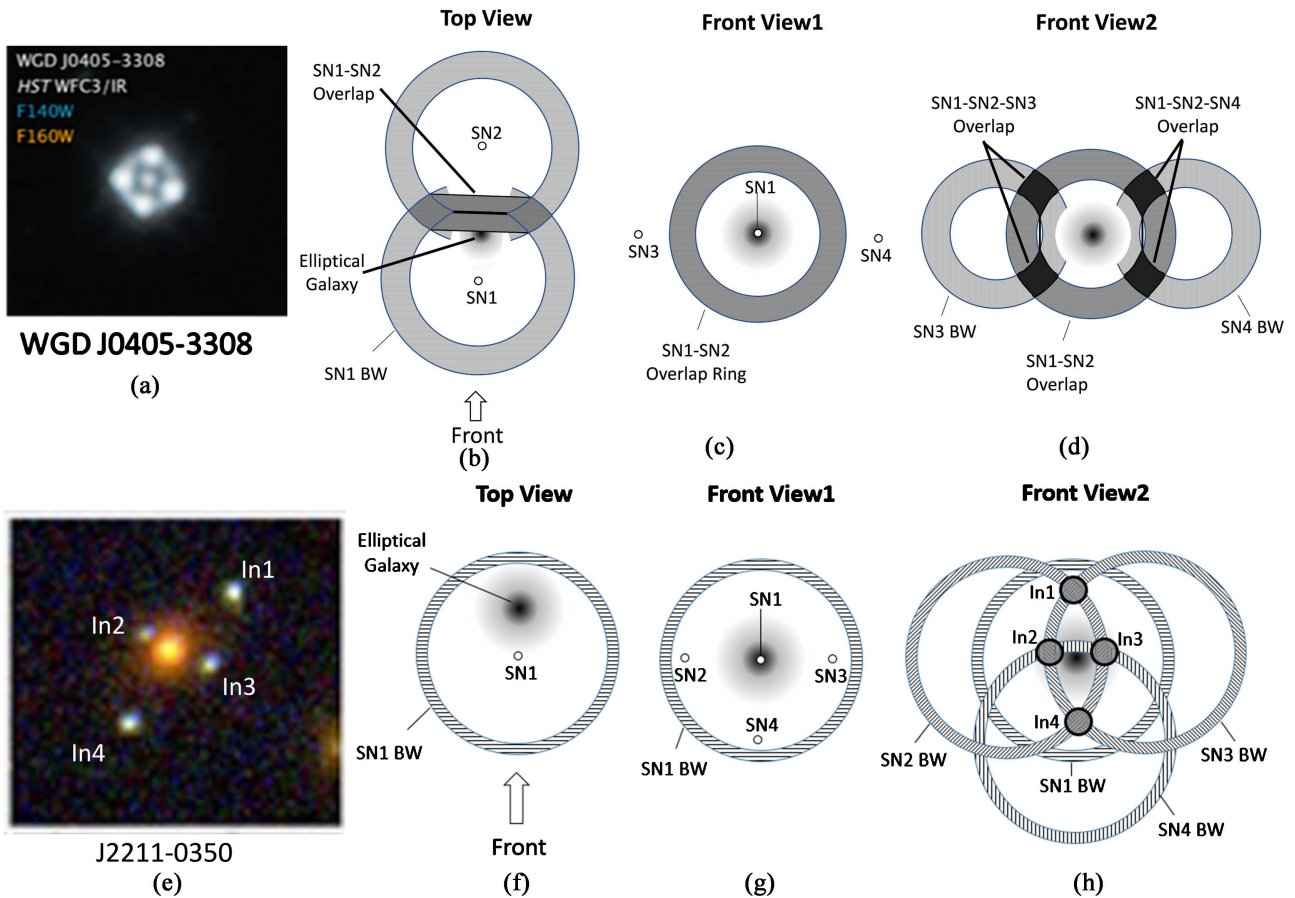 WGD J0405-3308
HST WFC3/IR
F140W
F160W
WGD J0405-3308
(a)
Top View
SN1-SN2
Overlap
SN2
Elliptical
Galaxy
SN1
SN1 BW
Front
(b)
Front View1
SN1
SN3
SN4
SN1-SN2
Overlap Ring
(c)
Front View2
SN1-SN2-SN3
Overlap
SN1-SN2-SN4
Overlap
SN3 BW
SN4 BW
SN1-SN2
Overlap
(d)
In1
In2
In3
In4
J2211-0350
(e)
Top View
Elliptical
Galaxy
SN1
SN1 BW
Front
(f)
Front View1
SN1
SN2
SN3
SN4
SN1 BW
(g)
Front View2
In1
In2
In3
In4
SN2 BW
SN3 BW
SN1 BW
SN4 BW
(h)